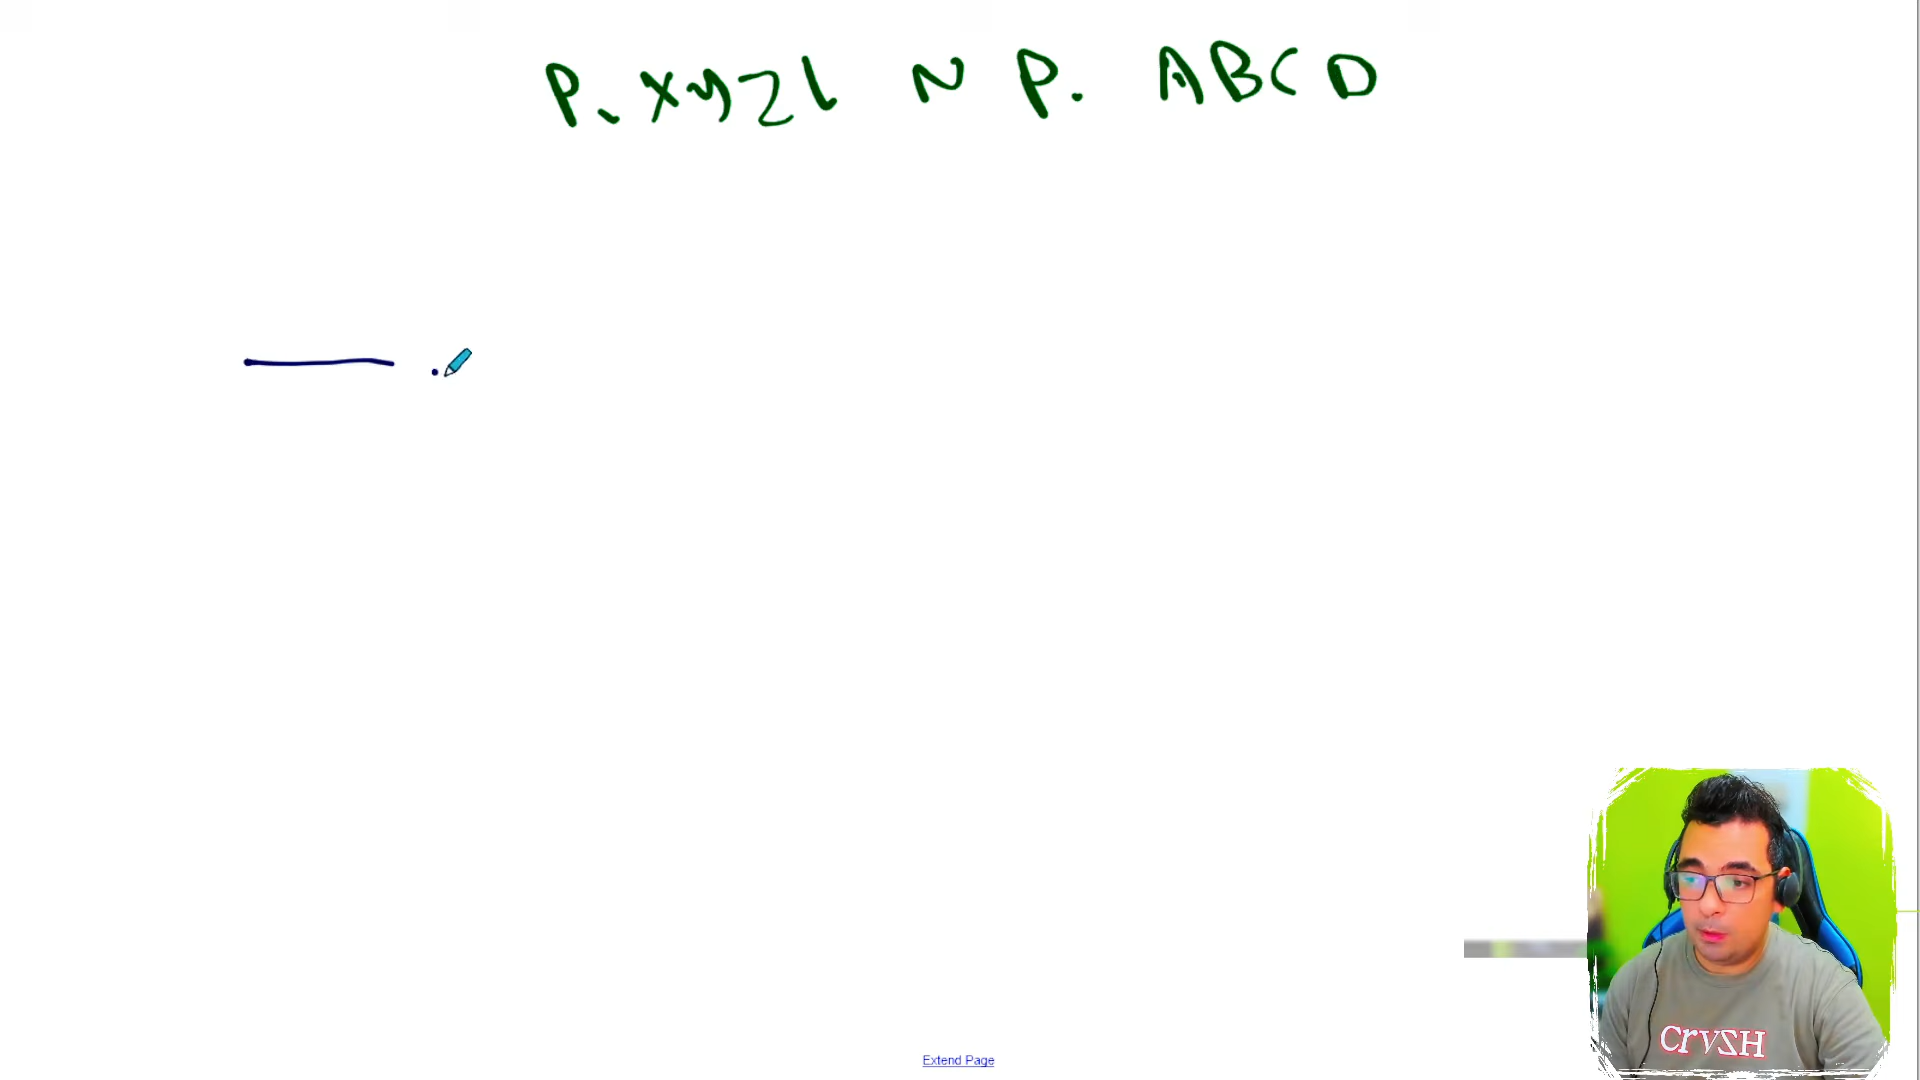 P. XYZL ~ P. ABCD
CrVSH
Extend Page